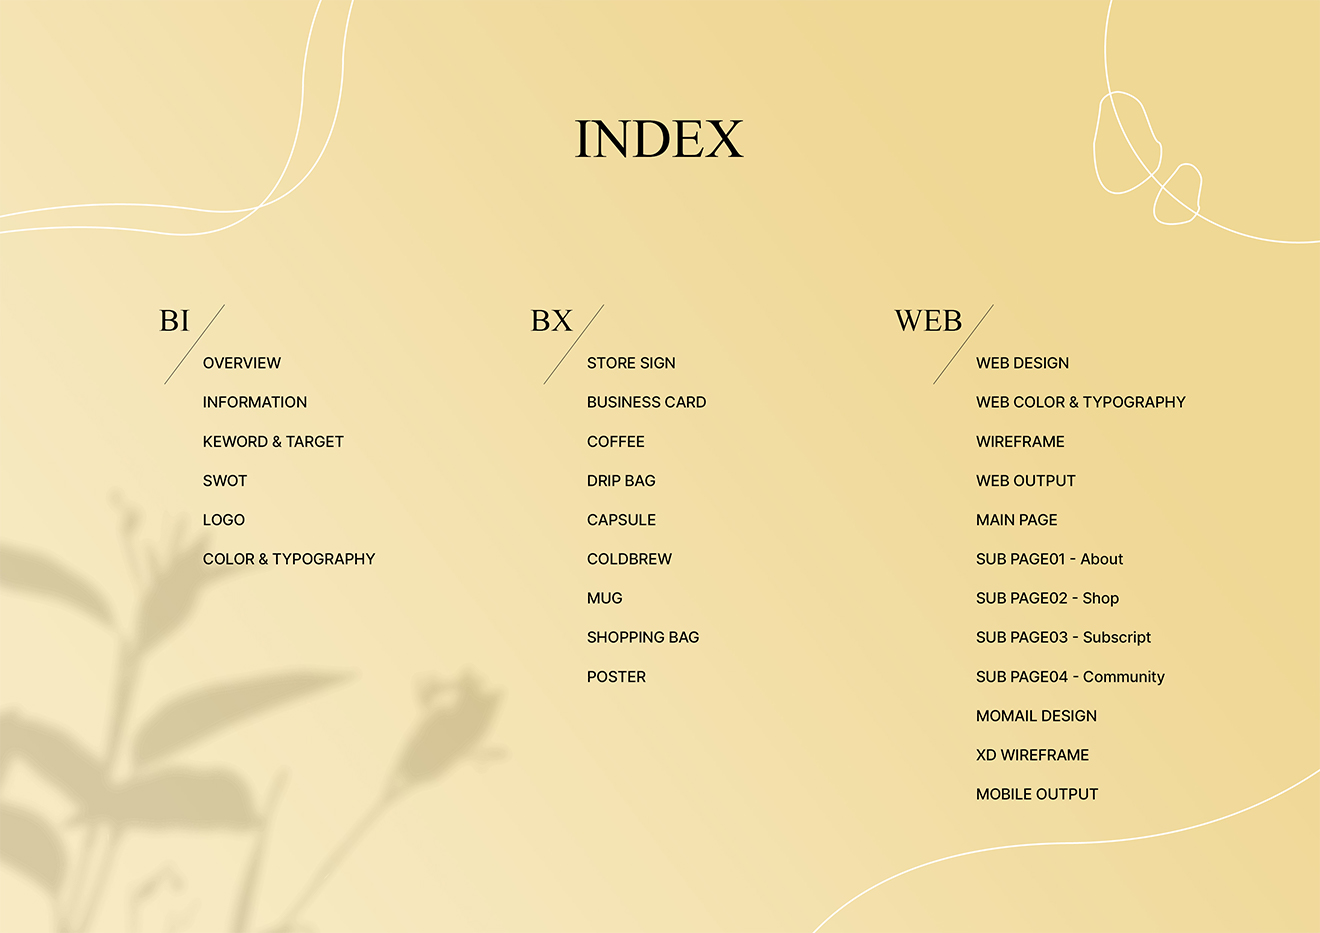 INDEX
BI
OVERVIEW
INFORMATION
KEWORD & TARGET
SWOT
LOGO
COLOR & TYPOGRAPHY
BX
STORE SIGN
BUSINESS CARD
COFFEE
DRIP BAG
CAPSULE
COLDBREW
MUG
SHOPPING BAG
POSTER
WEB
WEB DESIGN
WEB COLOR & TYPOGRAPHY
WIREFRAME
WEB OUTPUT
MAIN PAGE
SUB PAGE01 - About
SUB PAGE02 - Shop
SUB PAGE03 - Subscript
SUB PAGE04 - Community
MOMAIL DESIGN
XD WIREFRAME
MOBILE OUTPUT